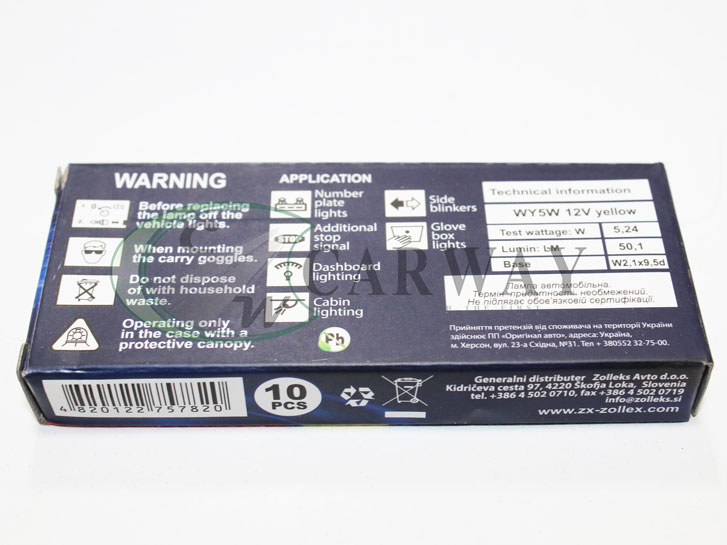 WARNING
Before replacing
the lamp off the
vehicle lights.
When mounting
the carry goggles.
Do not dispose
of with household
waste.
Operating only
in the case with a
protective canopy.
APPLICATION
Number
plate
lights
Additional
stop
signal
STOP
Dashboard
lighting
Cabin
lighting
Side
blinkers
Glove
box
lights
Pb
Technical information
WY5W 12V yellow
Test wattage: W 5,24
Lumin: LM 50,1
Base W2,1x9,5d
Лампа автомобільна.
Термін придатності необмежений.
Не підлягає обов'язковій сертифікації.
Прийняття претензій від споживача на території України
здійснює ПП «Оригінал авто», адреса: Україна,
м. Херсон, вул. 23-а Східна, №31. Тел + 380552 32-75-00.
CARWAY
4 820122 757820
10
PCS
Generalni distributer Zolleks Avto d.o.o.
Kidričeva cesta 97, 4220 Škofja Loka, Slovenia
tel. +386 4 502 0710, fax +386 4 502 0719
info@zolleks.si
www.zx-zollex.com